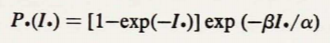 P•(I•) = [1–exp(–I•)] exp (–βI•/α)